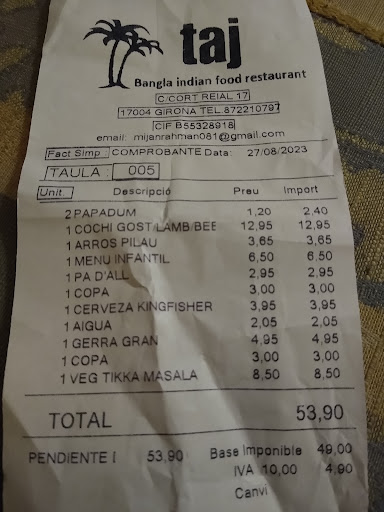 taj
Bangla indian food restaurant
C/CORT REIAL 17
17004 GIRONA TEL.872210797
CIF B55328918
email: mijanrahman081@gmail.com
Fact Simp : COMPROBANTE Data: 27/08/2023
TAULA : 005
Unit. Descripció Preu Import
2 PAPADUM 1,20 2,40
1 COCHI GOST/LAMB/BEE 12,95 12,95
1 ARROS PILAU 3,65 3,65
1 MENU INFANTIL 6,50 6,50
1 PA D'ALL 2,95 2,95
1 COPA 3,00 3,00
1 CERVEZA KINGFISHER 3,95 3,95
1 AIGUA 2,05 2,05
1 GERRA GRAN 4,95 4,95
1 COPA 3,00 3,00
1 VEG TIKKA MASALA 8,50 8,50
TOTAL 53,90
PENDIENTE I 53,90 Base Imponible 49,00
IVA 10,00 4,90
Canvi